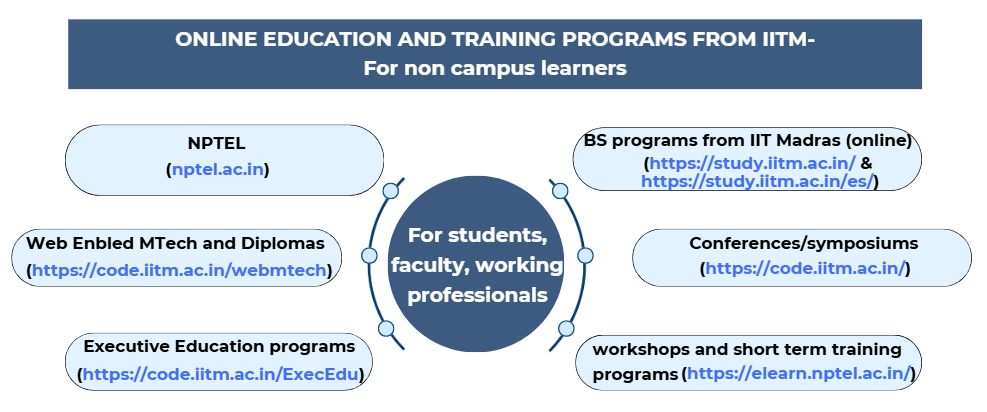 ONLINE EDUCATION AND TRAINING PROGRAMS FROM IITM-
For non campus learners
NPTEL
(nptel.ac.in)
BS programs from IIT Madras (online)
(https://study.iitm.ac.in/ &
https://study.iitm.ac.in/es/)
For students,
faculty, working
professionals
Web Enbled MTech and Diplomas
(https://code.iitm.ac.in/webmtech)
Conferences/symposiums
(https://code.iitm.ac.in/)
Executive Education programs
(https://code.iitm.ac.in/ExecEdu)
workshops and short term training
programs (https://elearn.nptel.ac.in/)